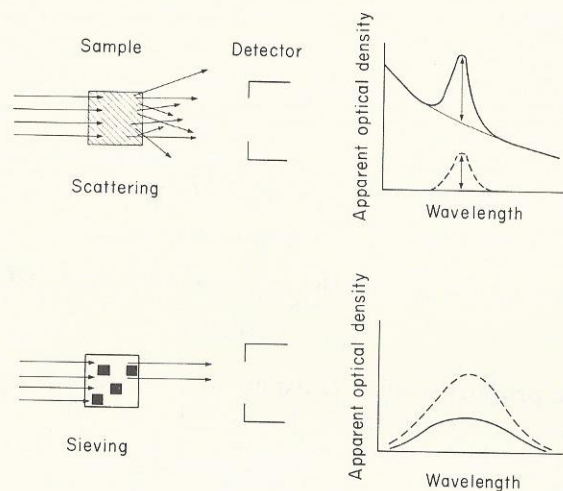 Sample
Detector
Scattering
Apparent optical density
Wavelength
Sieving
Apparent optical density
Wavelength